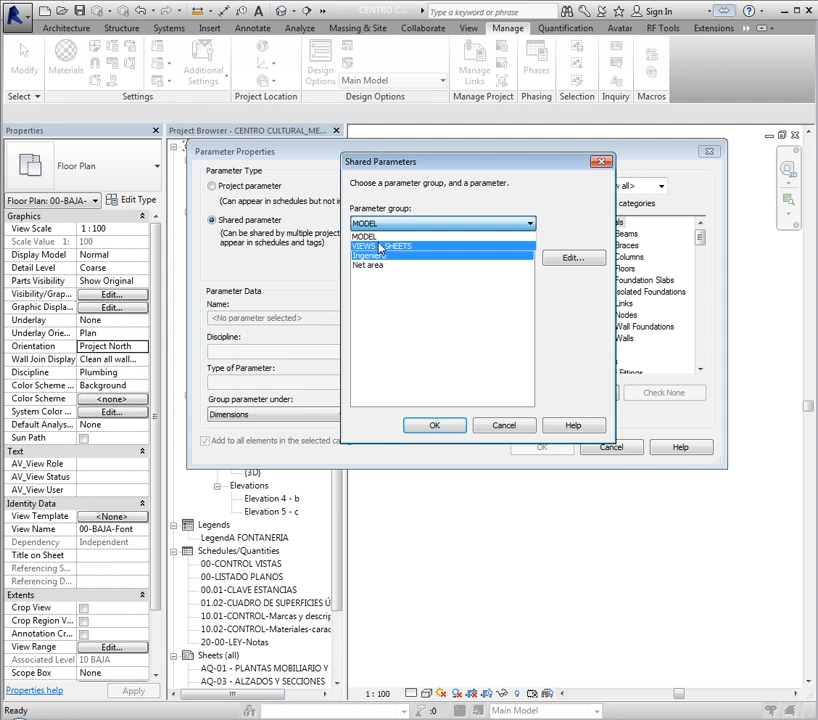 CENTRO C...
Type a keyword or phrase
Sign In
Architecture Structure Systems Insert Annotate Analyze Massing & Site Collaborate View Manage Quantification Avatar RF Tools Extensions
Modify
Materials
Additional
Settings
Design
Options
Main Model
Manage
Links
Phases
Select Settings Project Location Design Options Manage Project Phasing Selection Inquiry Macros
Properties
Floor Plan
Floor Plan: 00-BAJA-
Edit Type
Graphics
View Scale 1 : 100
Scale Value 1: 100
Display Model Normal
Detail Level Coarse
Parts Visibility Show Original
Visibility/Grap... Edit...
Graphic Displa... Edit...
Underlay None
Underlay Orie... Plan
Orientation Project North
Wall Join Display Clean all wall...
Discipline Plumbing
Color Scheme ... Background
Color Scheme <none>
System Color ... Edit...
Default Analys... None
Sun Path
Text
AV_View Role
AV_View Status
AV_View User
Identity Data
View Template <None>
View Name 00-BAJA-Font
Dependency Independent
Title on Sheet
Referencing S...
Referencing D...
Extents
Crop View
Crop Region V...
Annotation Cr...
View Range Edit...
Associated Level 10 BAJA
Scope Box None
Properties help
Apply
Project Browser - CENTRO CULTURAL_ME...
Parameter Properties
Parameter Type
Project parameter
(Can appear in schedules but not in
Shared parameter
(Can be shared by multiple project
appear in schedules and tags)
Parameter Data
Name:
<No parameter selected>
Discipline:
Type of Parameter:
Group parameter under:
Dimensions
Add to all elements in the selected ca
Shared Parameters
Choose a parameter group, and a parameter.
Parameter group:
MODEL
MODEL
VIEWS SHEETS
Ingeniero
Net area
Edit...
OK Cancel Help
all>
categories
Beams
Braces
Columns
Floors
Foundation Slabs
Isolated Foundations
Links
Nodes
Wall Foundations
Walls
Check None
OK Cancel Help
{3D}
Elevations
Elevation 4 - b
Elevation 5 - c
Legends
LegendA FONTANERIA
Schedules/Quantities
00-CONTROL VISTAS
00-LISTADO PLANOS
00.01-CLAVE ESTANCIAS
01.02-CUADRO DE SUPERFICIES Ú
10.01-CONTROL-Marcas y descrip
10.02-CONTROL-Materiales-carac
20-00-LEY-Notas
Sheets (all)
AQ-01 - PLANTAS MOBILIARIO Y
AQ-03 - ALZADOS Y SECCIONES
1 : 100
Ready
:0
Main Model